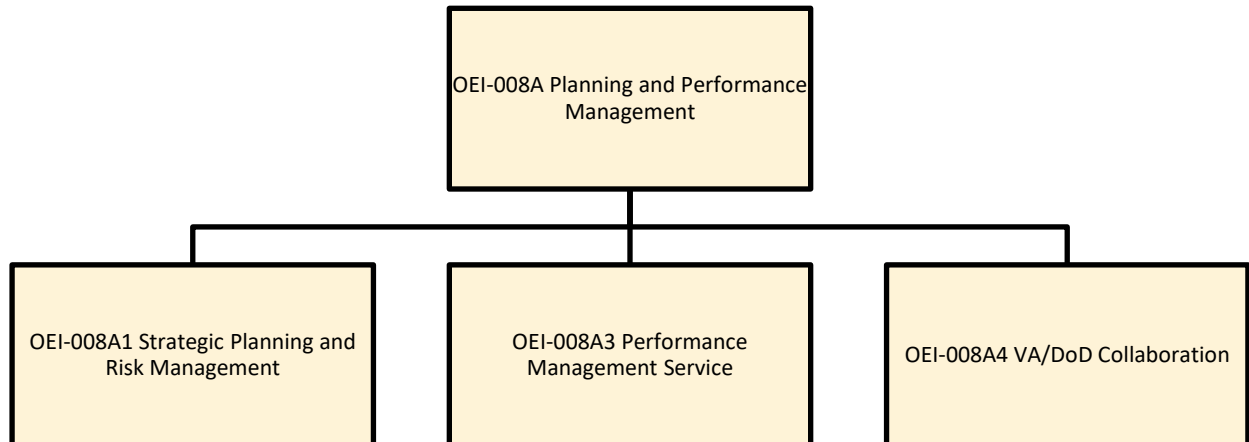 OEI-008A Planning and Performance
Management
OEI-008A1 Strategic Planning and
Risk Management
OEI-008A3 Performance
Management Service
OEI-008A4 VA/DoD Collaboration